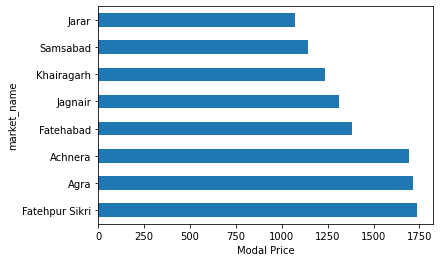 Jarar
Samsabad
Khairagarh
Jagnair
Fatehabad
Achnera
Agra
Fatehpur Sikri
market_name
0 250 500 750 1000 1250 1500 1750
Modal Price